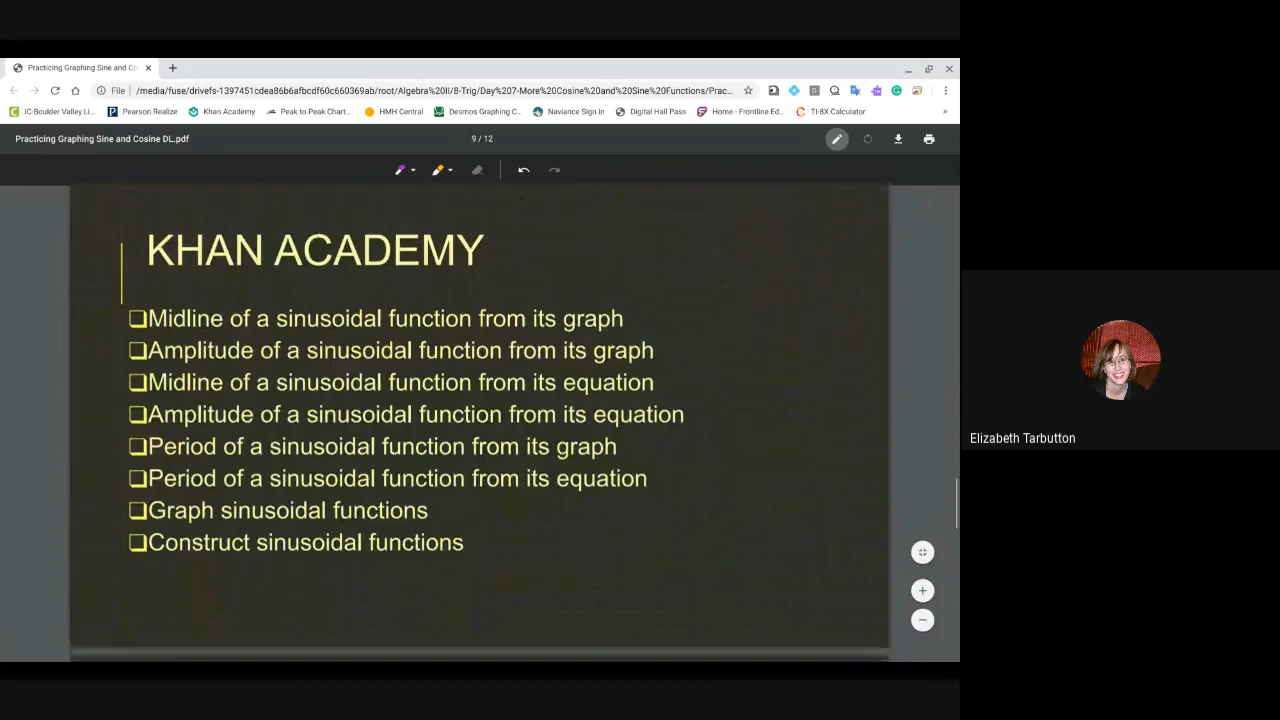 Practicing Graphing Sine and Co
File
/media/fuse/drivefs-1397451cdea86b6afbcdf60c660369ab/root/Algebra%20II/8-Trig/Day%207-More%20Cosine%20and%20Sine%20Functions/Prac...
IC-Boulder Valley Li...
Pearson Realize
Khan Academy
Peak to Peak Chart...
HMH Central
Desmos Graphing C...
Naviance Sign In
Digital Hall Pass
Home - Frontline Ed...
TI-8X Calculator
»
Practicing Graphing Sine and Cosine DL.pdf
9 / 12
KHAN ACADEMY
❑Midline of a sinusoidal function from its graph
❑Amplitude of a sinusoidal function from its graph
❑Midline of a sinusoidal function from its equation
❑Amplitude of a sinusoidal function from its equation
❑Period of a sinusoidal function from its graph
❑Period of a sinusoidal function from its equation
❑Graph sinusoidal functions
❑Construct sinusoidal functions
Elizabeth Tarbutton